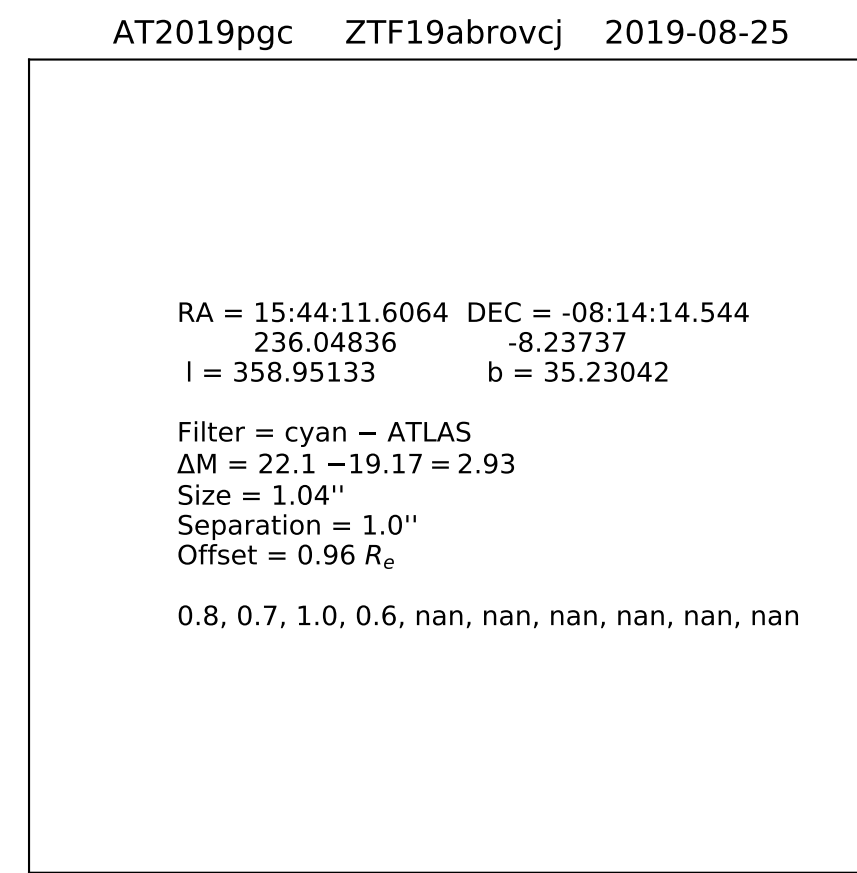 AT2019pgc ZTF19abrovcj 2019-08-25
RA = 15:44:11.6064 DEC = -08:14:14.544
236.04836 -8.23737
l = 358.95133 b = 35.23042
Filter = cyan − ATLAS
ΔM = 22.1 −19.17 = 2.93
Size = 1.04''
Separation = 1.0''
Offset = 0.96 Re
0.8, 0.7, 1.0, 0.6, nan, nan, nan, nan, nan, nan